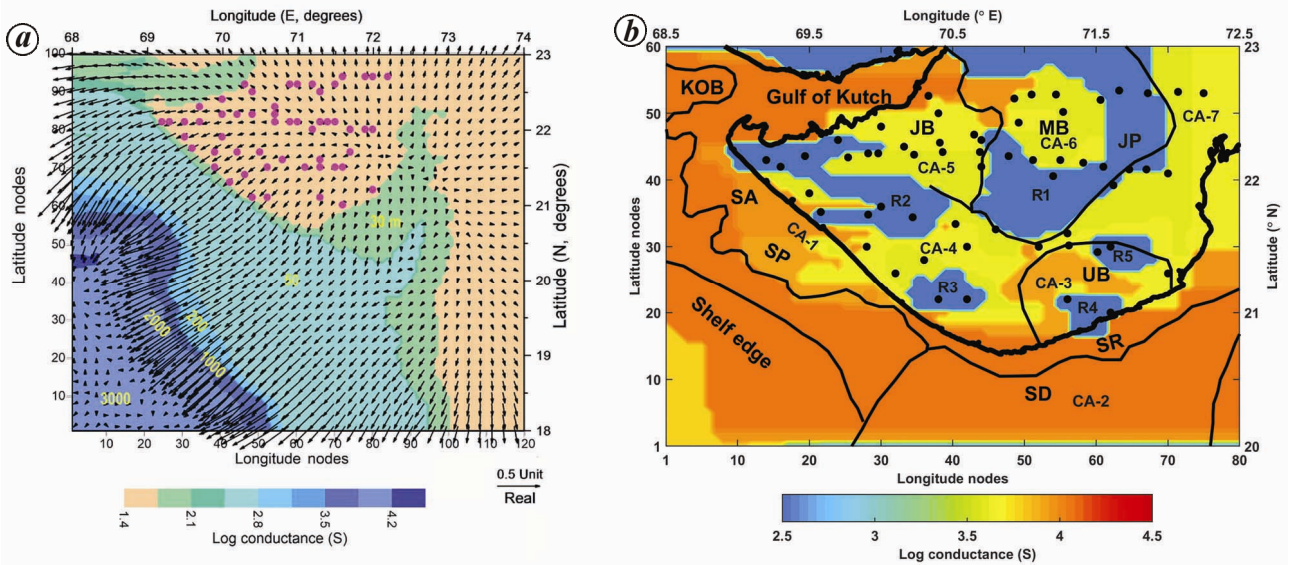 a
Longitude (E, degrees)
68 69 70 71 72 73 74
100
90
80
70
60
50
40
30
20
10
Latitude nodes
23
22
21
20
19
18
Latitude (N, degrees)
50
200
2000
1000
3000
10 20 30 40 50 60 70 80 90 100 110 120
Longitude nodes
0.5 Unit
Real
1.4 2.1 2.8 3.5 4.2
Log conductance (S)
b
Longitude (° E)
68.5 69.5 70.5 71.5 72.5
60
50
40
30
20
10
1
Latitude nodes
23
22
21
20
Latitude (° N)
KOB
Gulf of Kutch
JB
MB
CA-6
CA-7
JP
CA-5
SA
R2
R1
CA-1
CA-4
SP
R5
UB
CA-3
R3
R4
Shelf edge
SR
SD
CA-2
1 10 20 30 40 50 60 70 80
Longitude nodes
2.5 3 3.5 4 4.5
Log conductance (S)